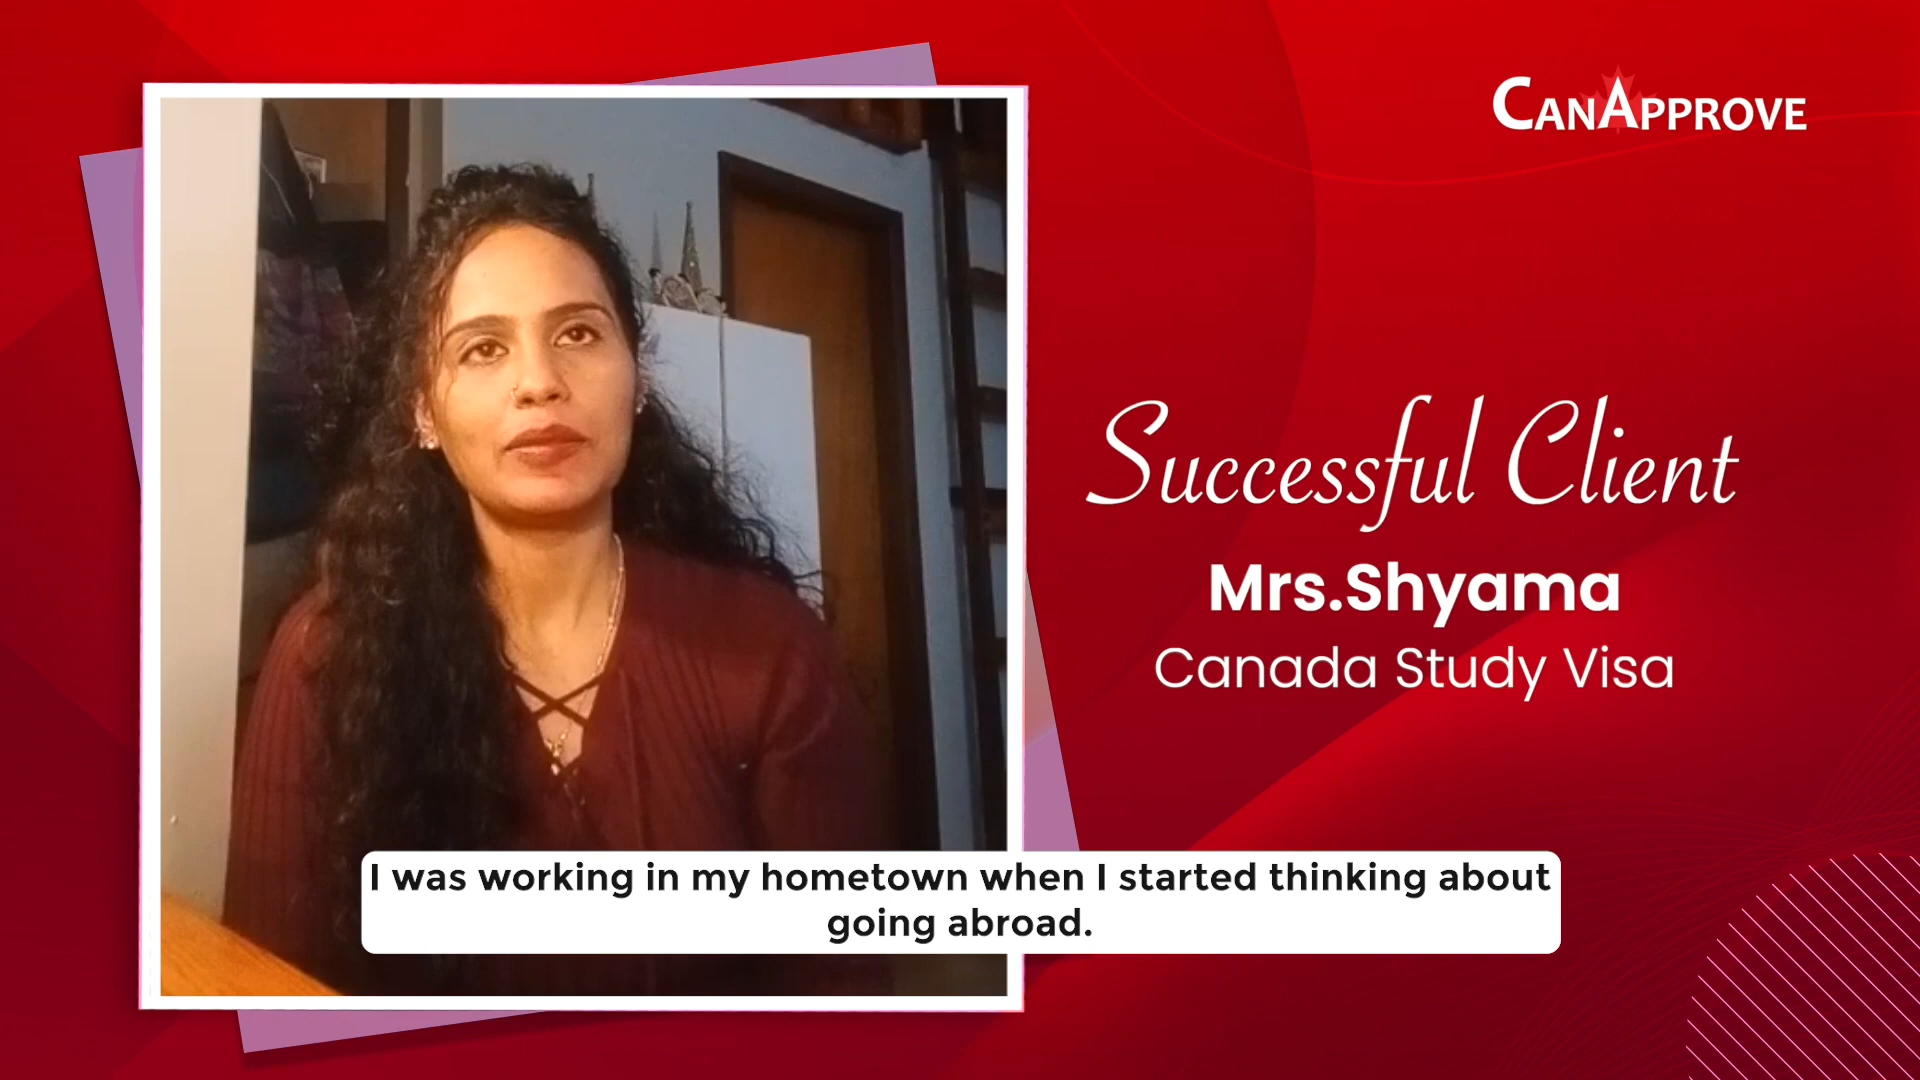 CANAPPROVE
Successful Client
Mrs.Shyama
Canada Study Visa
I was working in my hometown when I started thinking about
going abroad.